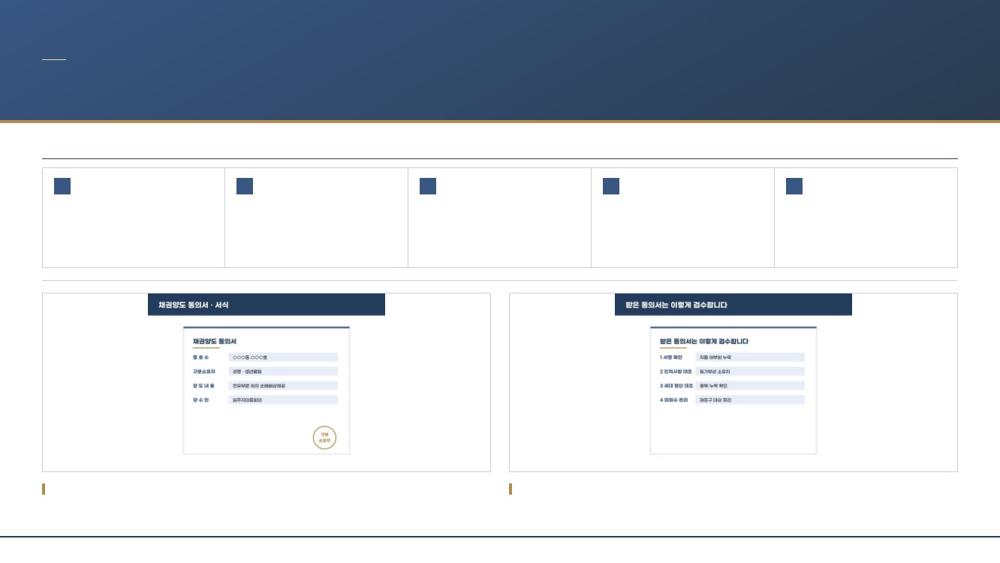 채권양도 동의서 · 서식
채권양도 동의서
동 호 수 ○○○동 ○○○호
구분소유자 성명 · 생년월일
양 도 내 용 전유부분 하자 손해배상채권
양 수 인 입주자대표회의
구분
소유자
받은 동의서는 이렇게 검수합니다
받은 동의서는 이렇게 검수합니다
1 서명 확인 자필 여부와 누락
2 인적사항 대조 등기부상 소유자
3 세대 명단 대조 중복·누락 확인
4 미회수 관리 재징구 대상 정리